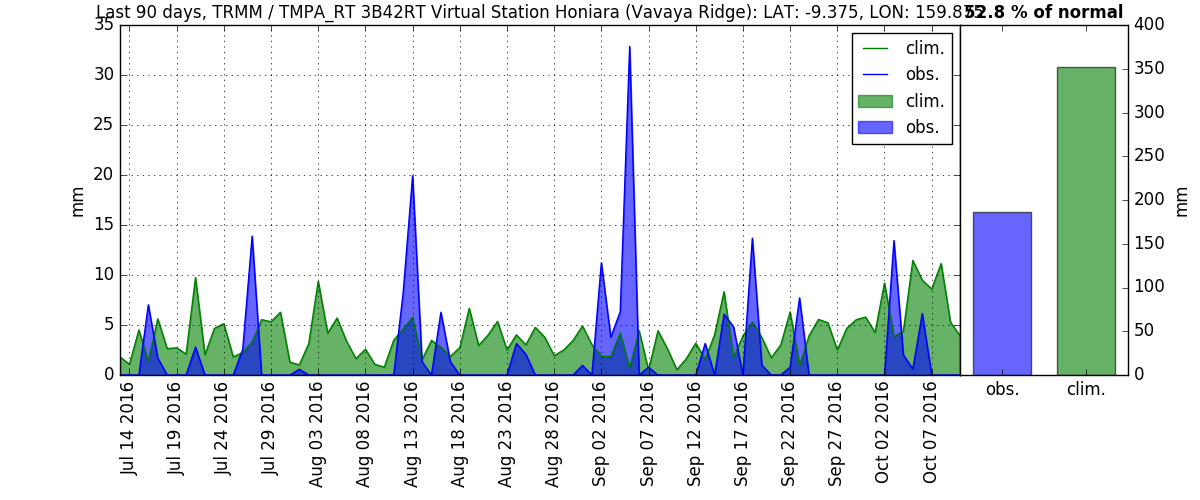 Last 90 days, TRMM / TMPA_RT 3B42RT Virtual Station Honiara (Vavaya Ridge): LAT: -9.375, LON: 159.875
52.8 % of normal
35
30
25
20
15
10
5
0
mm
clim.
obs.
clim.
obs.
400
350
300
250
200
150
100
50
0
mm
obs.
clim.
Jul 14 2016
Jul 19 2016
Jul 24 2016
Jul 29 2016
Aug 03 2016
Aug 08 2016
Aug 13 2016
Aug 18 2016
Aug 23 2016
Aug 28 2016
Sep 02 2016
Sep 07 2016
Sep 12 2016
Sep 17 2016
Sep 22 2016
Sep 27 2016
Oct 02 2016
Oct 07 2016